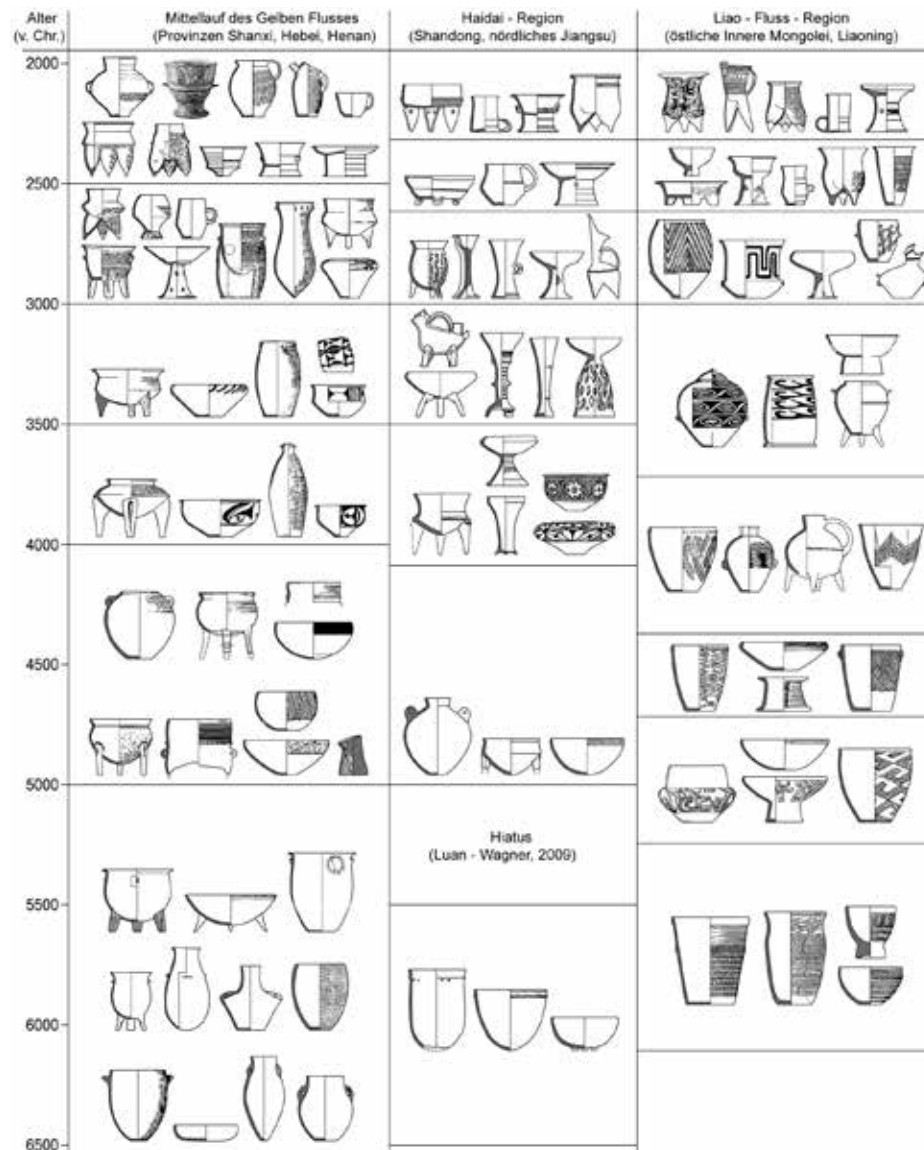 Alter
(v. Chr.)
Mittellauf des Gelben Flusses
(Provinzen Shanxi, Hebei, Henan)
Haidai - Region
(Shandong, nördliches Jiangsu)
Liao - Fluss - Region
(östliche Innere Mongolei, Liaoning)
2000
2500
3000
3500
4000
4500
5000
Hiatus
(Luan - Wagner, 2009)
5500
6000
6500